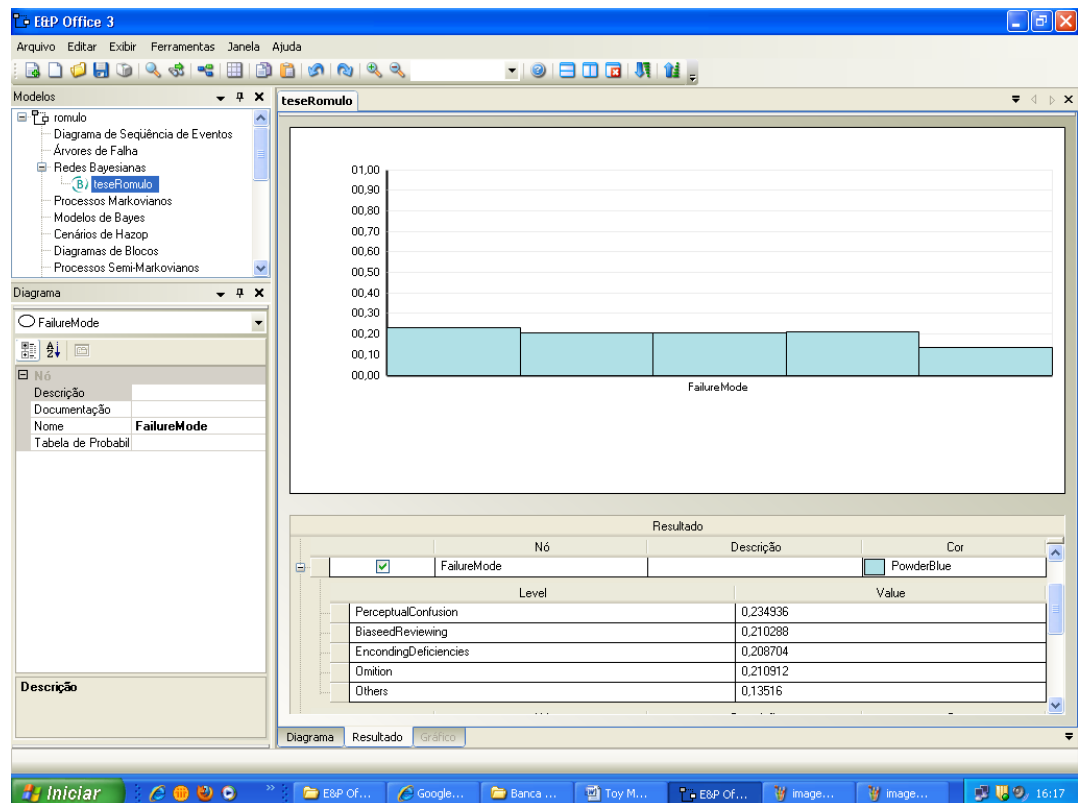 E&P Office 3
Arquivo Editar Exibir Ferramentas Janela Ajuda
Modelos
romulo
Diagrama de Seqüência de Eventos
Árvores de Falha
Redes Bayesianas
B teseRomulo
Processos Markovianos
Modelos de Bayes
Cenários de Hazop
Diagramas de Blocos
Processos Semi-Markovianos
Diagrama
FailureMode
Nó
Descrição
Documentação
Nome FailureMode
Tabela de Probabil
Descrição
teseRomulo
01,00
00,90
00,80
00,70
00,60
00,50
00,40
00,30
00,20
00,10
00,00
FailureMode
Resultado
Nó Descrição Cor
FailureMode PowderBlue
Level Value
PerceptualConfusion 0,234936
BiaseedReviewing 0,210288
EncondingDeficiencies 0,208704
Omition 0,210912
Others 0,13516
Diagrama Resultado Gráfico
Iniciar E&P Of... Google... Banca ... Toy M... E&P Of... image... image... 16:17